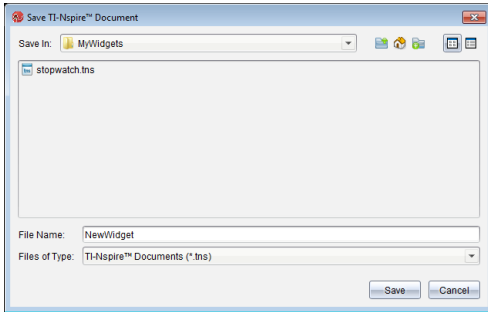 Save TI-Nspire™ Document
Save In: MyWidgets
stopwatch.tns
File Name: NewWidget
Files of Type: TI-Nspire™ Documents (*.tns)
Save Cancel